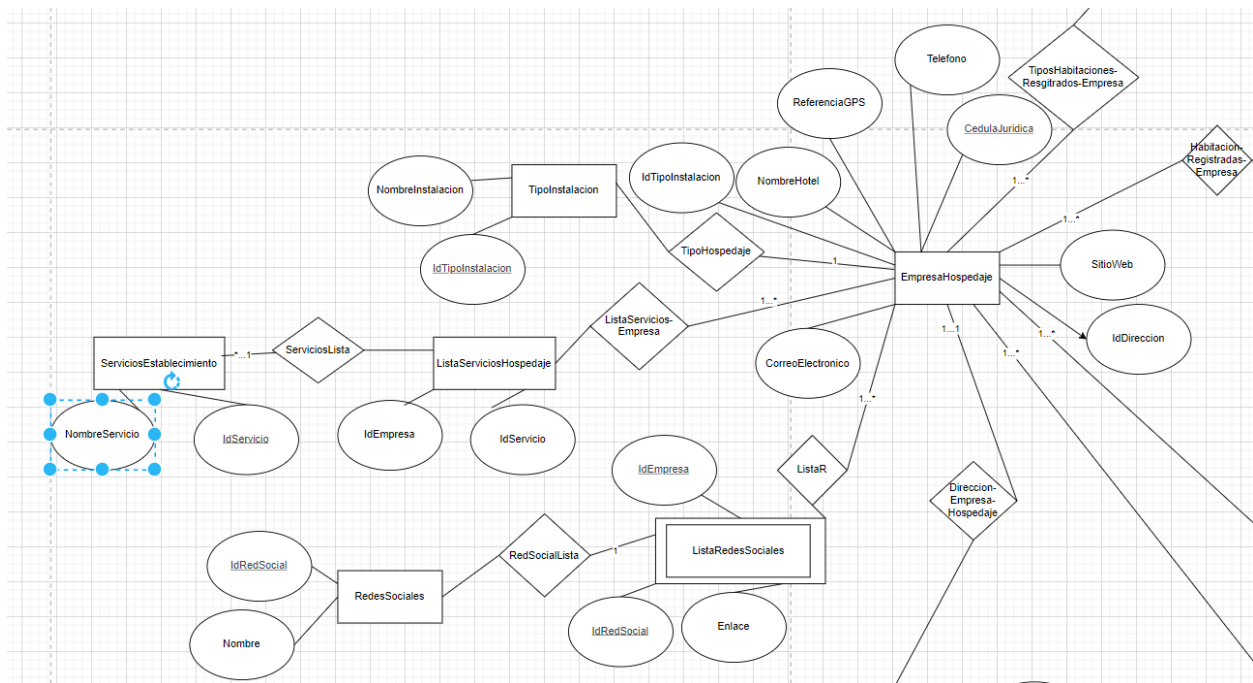 Telefono
TiposHabitaciones-
Resgitrados-Empresa
ReferenciaGPS
CedulaJuridica
Habitacion-
Registradas-
Empresa
NombreInstalacion
TipoInstalacion
IdTipoInstalacion
NombreHotel
1...*
1...*
IdTipoInstalacion
TipoHospedaje
1
EmpresaHospedaje
SitioWeb
ListaServicios-
Empresa
1...*
1...1
1...*
1...*
IdDireccion
ServiciosEstablecimiento
*...1
ServiciosLista
ListaServiciosHospedaje
CorreoElectronico
1...*
NombreServicio
IdServicio
IdEmpresa
IdServicio
IdEmpresa
ListaR
Direccion-
Empresa-
Hospedaje
IdRedSocial
RedSocialLista
1
ListaRedesSociales
RedesSociales
Nombre
IdRedSocial
Enlace